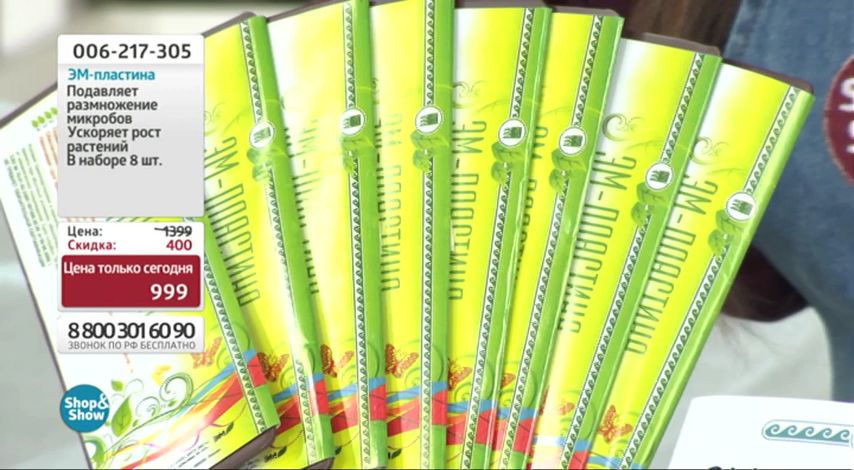 006-217-305
ЭМ-пластина
Подавляет
размножение
микробов
Ускоряет рост
растений
В наборе 8 шт.
Цена: 1399
Скидка: 400
Цена только сегодня
999
8 800 301 60 90
ЗВОНОК ПО РФ БЕСПЛАТНО
Shop&
Show
ЭМ-ПЛАСТИНА
ЭМ-ПЛАСТИНА
ЭМ-ПЛАСТИНА
ЭМ-ПЛАСТИНА
ЭМ-ПЛАСТИНА